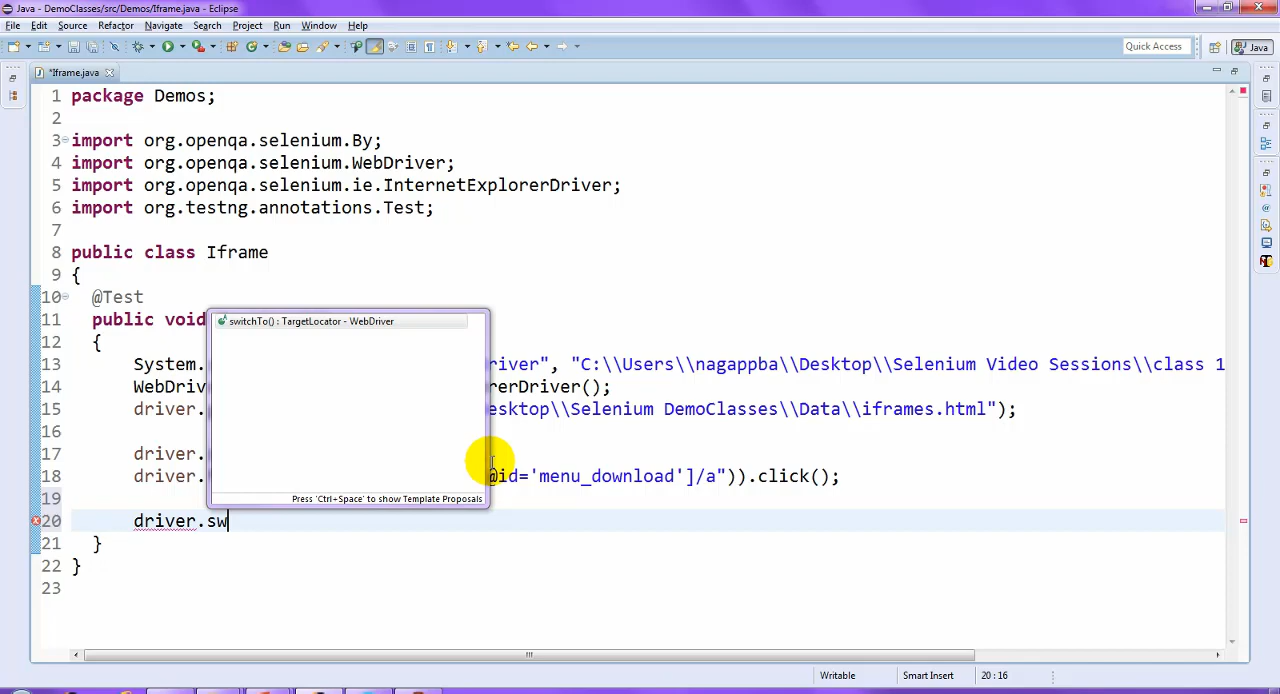 Java - DemoClasses/src/Demos/Iframe.java - Eclipse
File Edit Source Refactor Navigate Search Project Run Window Help
Quick Access Java
*Iframe.java
1 package Demos;
2
3 import org.openqa.selenium.By;
4 import org.openqa.selenium.WebDriver;
5 import org.openqa.selenium.ie.InternetExplorerDriver;
6 import org.testng.annotations.Test;
7
8 public class Iframe
9 {
10 @Test
11 public void
switchTo() : TargetLocator - WebDriver
12 {
13 System. river", "C:\\Users\\nagappba\\Desktop\\Selenium Video Sessions\\class 1
14 WebDriv rerDriver();
15 driver. esktop\\Selenium DemoClasses\\Data\\iframes.html");
16
17 driver.
18 driver. @id='menu_download']/a")).click();
19 Press 'Ctrl+Space' to show Template Proposals
20 driver.sw
21 }
22 }
23
Writable Smart Insert 20 : 16